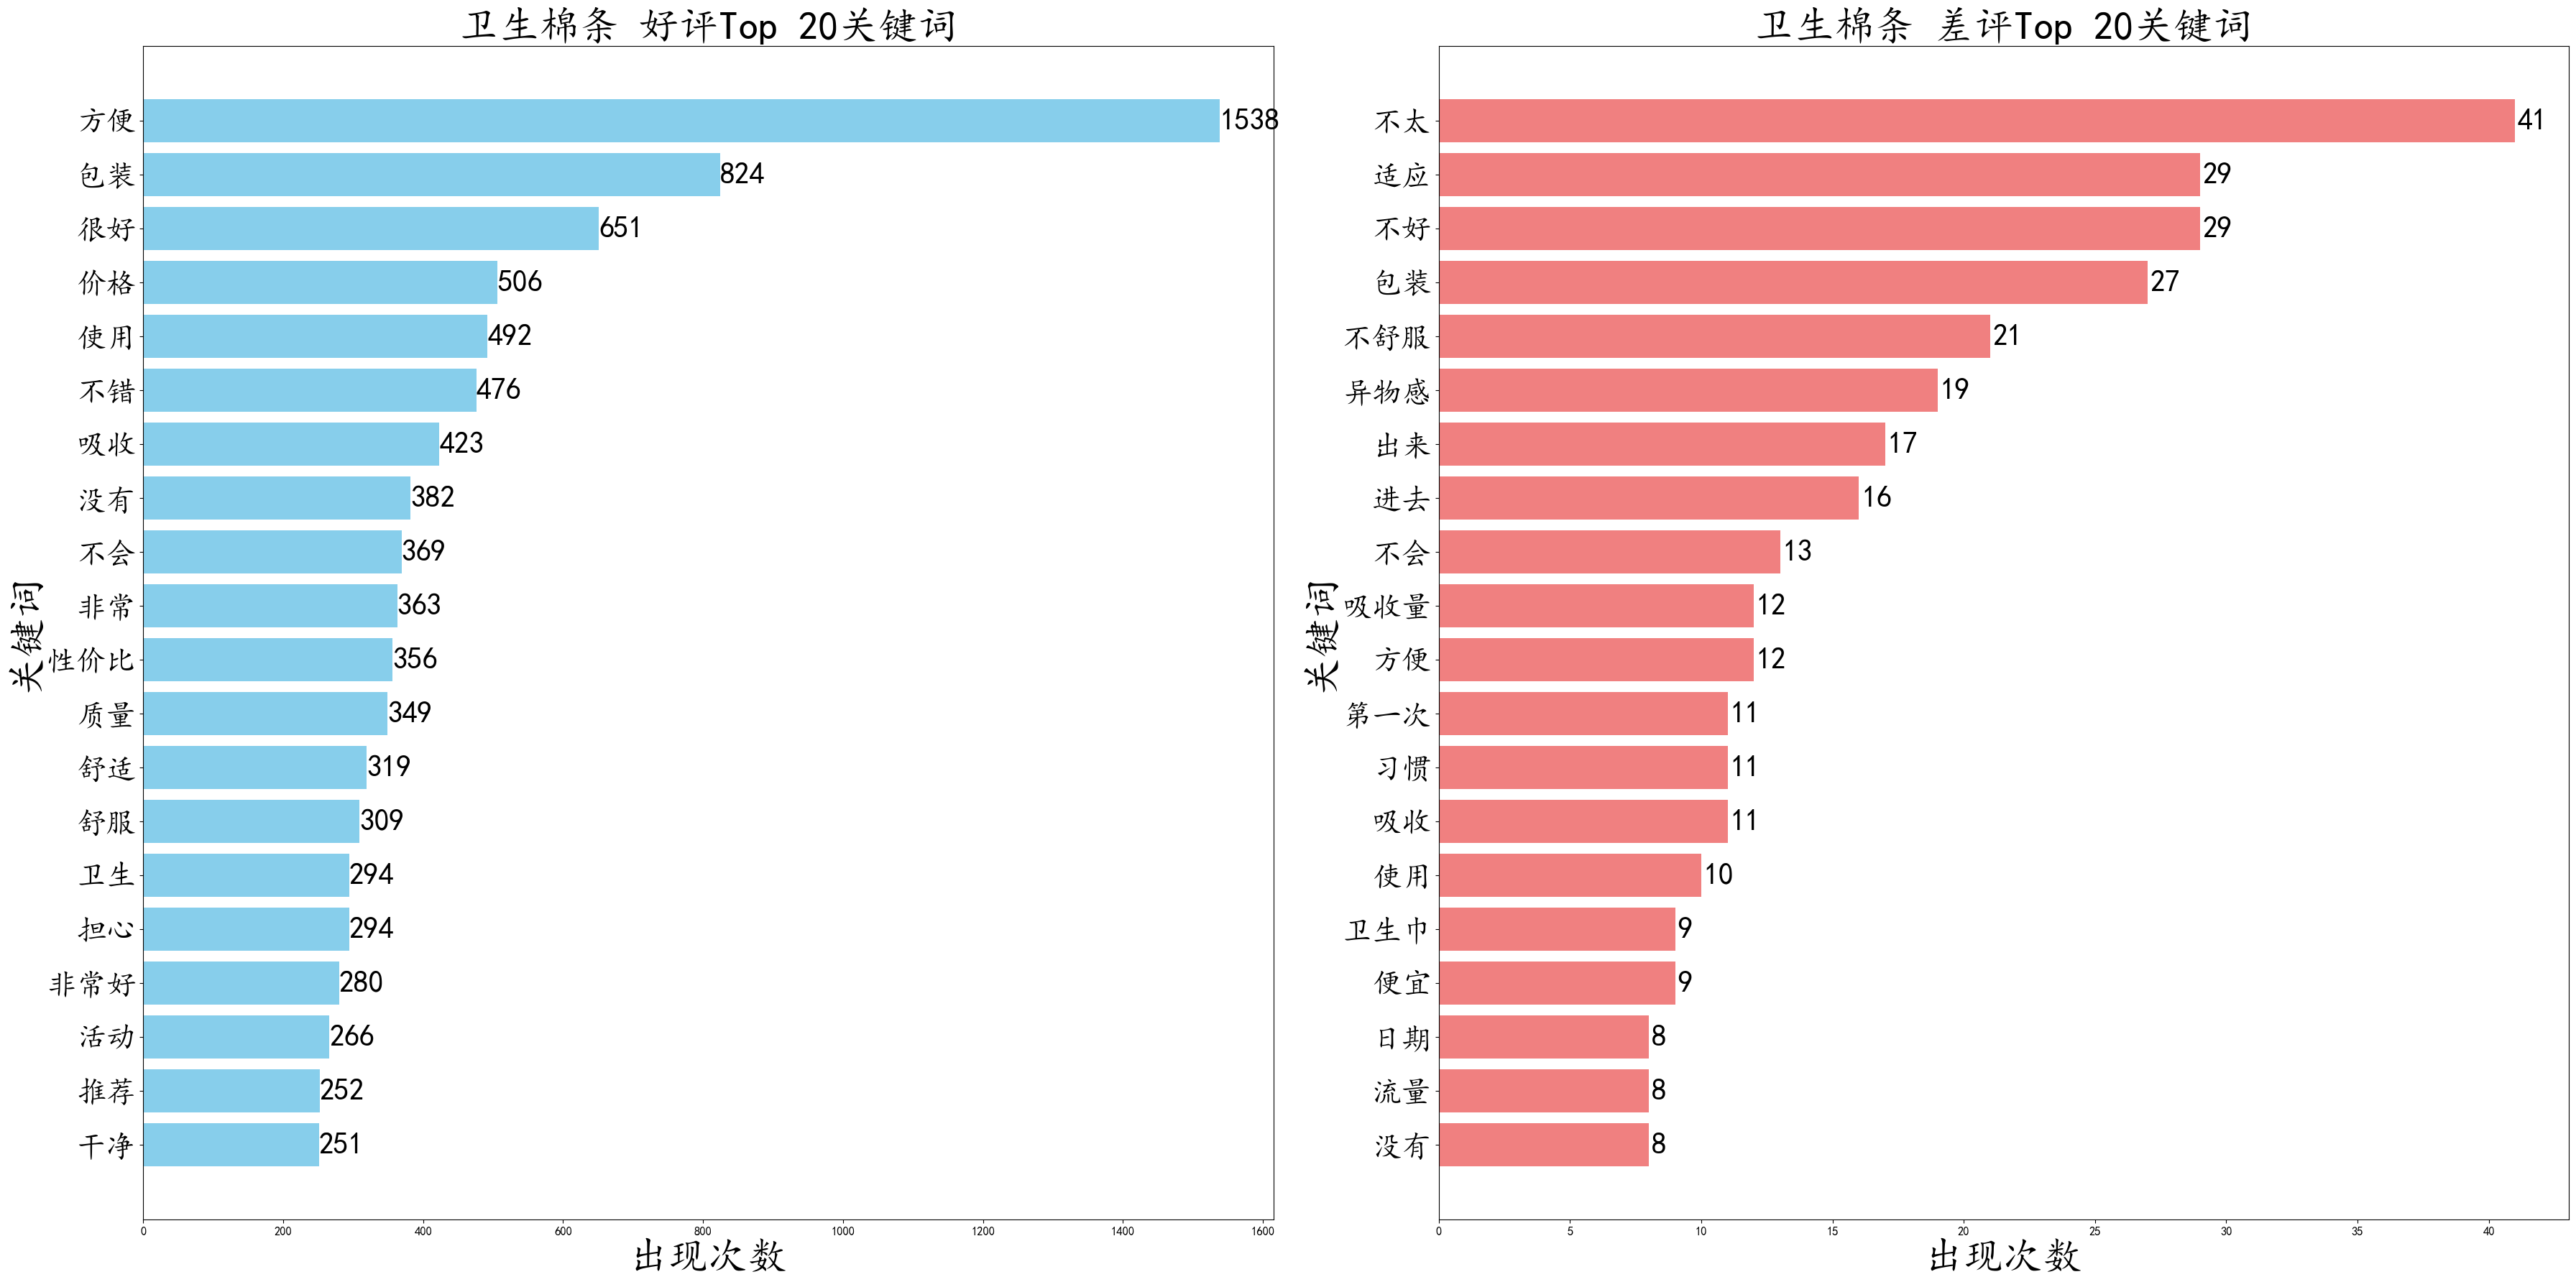 卫生棉条 好评Top 20关键词
关键词
方便 1538
包装 824
很好 651
价格 506
使用 492
不错 476
吸收 423
没有 382
不会 369
非常 363
性价比 356
质量 349
舒适 319
舒服 309
卫生 294
担心 294
非常好 280
活动 266
推荐 252
干净 251
0 200 400 600 800 1000 1200 1400 1600
出现次数
卫生棉条 差评Top 20关键词
关键词
不太 41
适应 29
不好 29
包装 27
不舒服 21
异物感 19
出来 17
进去 16
不会 13
吸收量 12
方便 12
第一次 11
习惯 11
吸收 11
使用 10
卫生巾 9
便宜 9
日期 8
流量 8
没有 8
0 5 10 15 20 25 30 35 40
出现次数